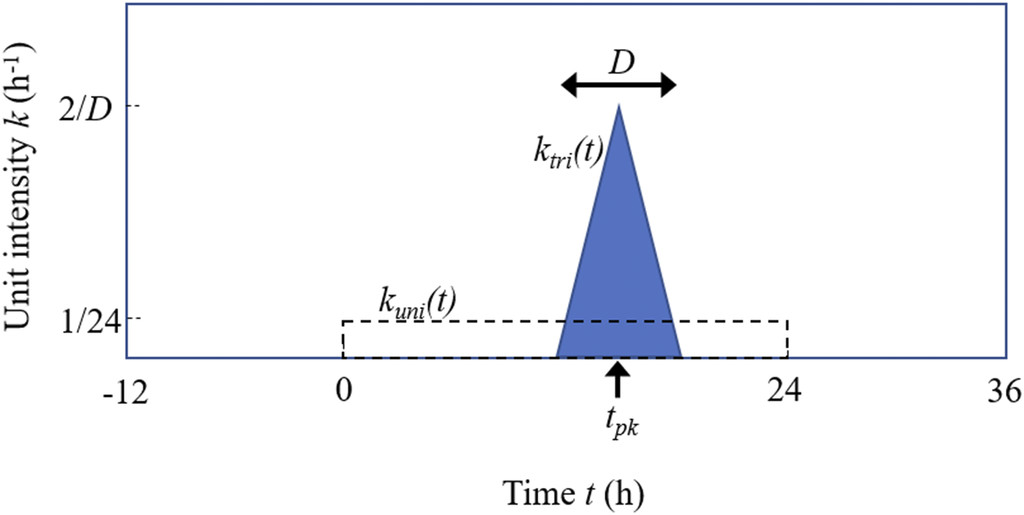 Unit intensity k (h⁻¹)
2/D
1/24
D
k_tri(t)
k_uni(t)
-12
0
24
36
t_pk
Time t (h)